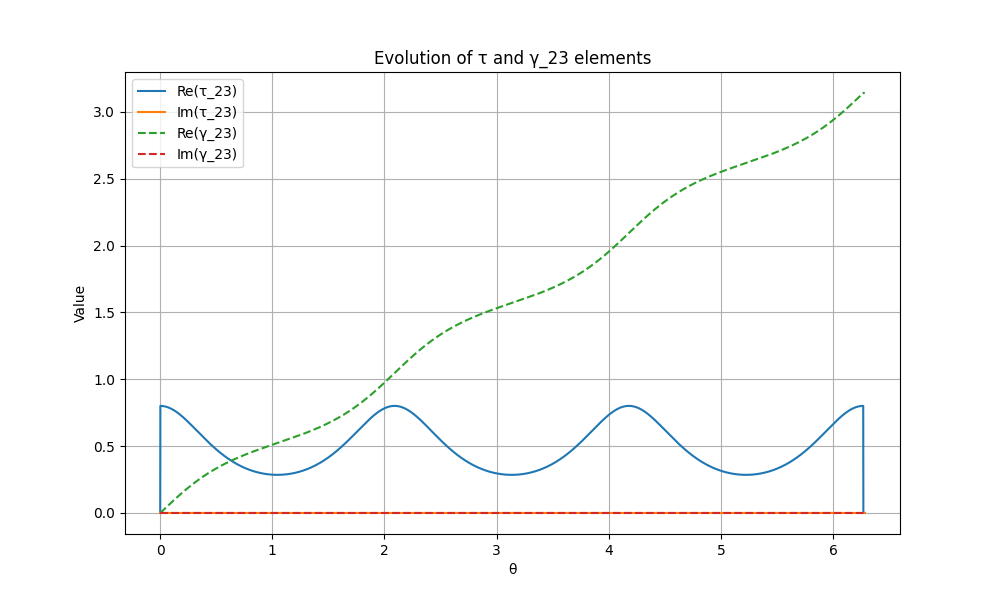 Evolution of τ and γ_23 elements
Re(τ_23)
Im(τ_23)
Re(γ_23)
Im(γ_23)
Value
3.0
2.5
2.0
1.5
1.0
0.5
0.0
0 1 2 3 4 5 6
θ